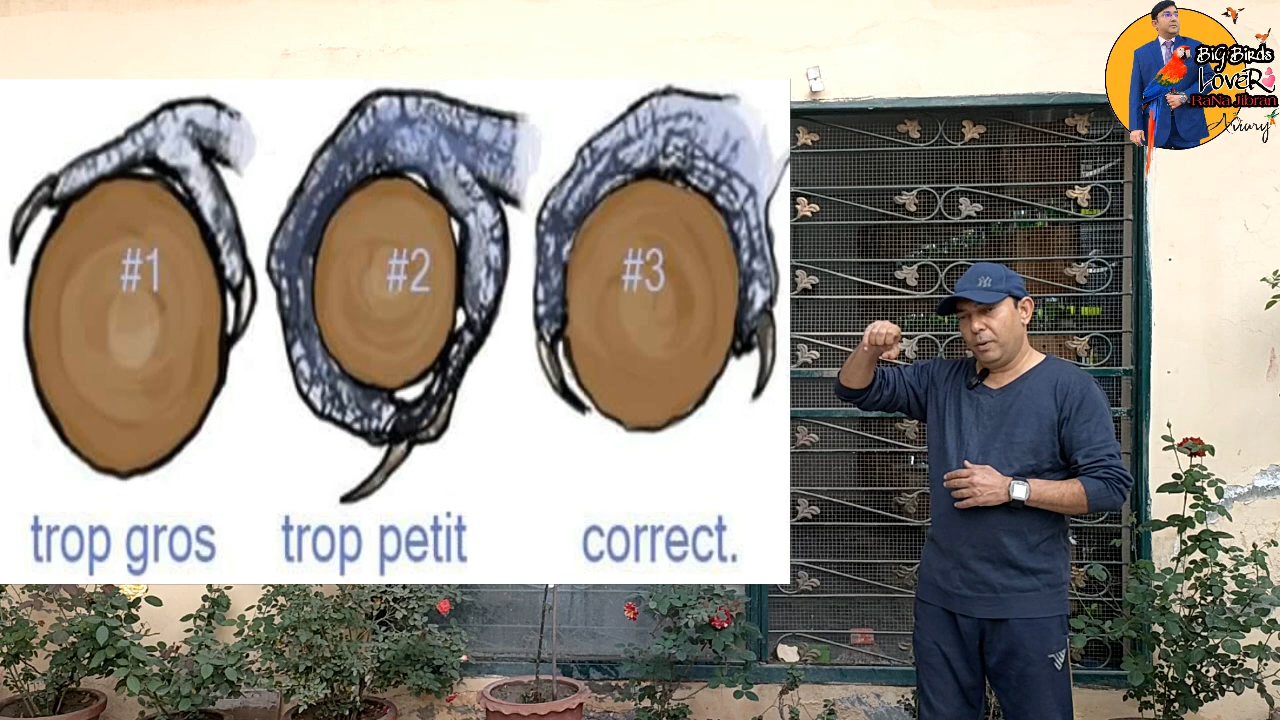 #1
#2
#3
trop gros
trop petit
correct.
BiG BiRds
LoveR
RaNa Jibran
Aviary